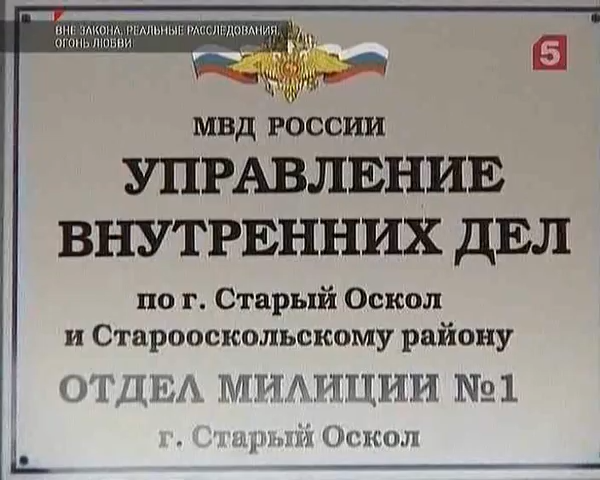 ВНЕ ЗАКОНА. РЕАЛЬНЫЕ РАССЛЕДОВАНИЯ.
ОГОНЬ ЛЮБВИ
5
МВД РОССИИ
УПРАВЛЕНИЕ
ВНУТРЕННИХ ДЕЛ
по г. Старый Оскол
и Старооскольскому району
ОТДЕЛ МИЛИЦИИ №1
г. Старый Оскол